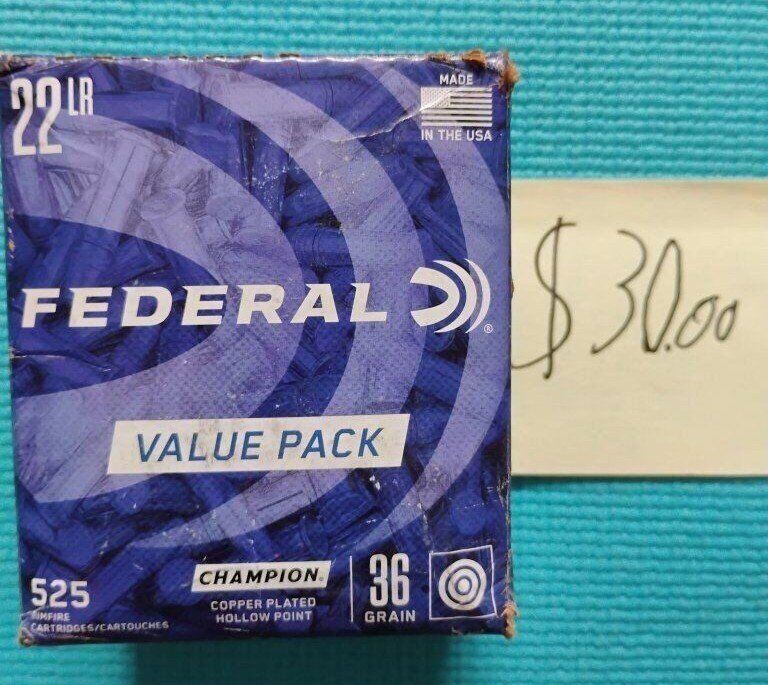 22 LR
MADE
IN THE USA
FEDERAL
®
$30.00
VALUE PACK
525
RIMFIRE
CARTRIDGES/CARTOUCHES
CHAMPION
COPPER PLATED
HOLLOW POINT
36
GRAIN